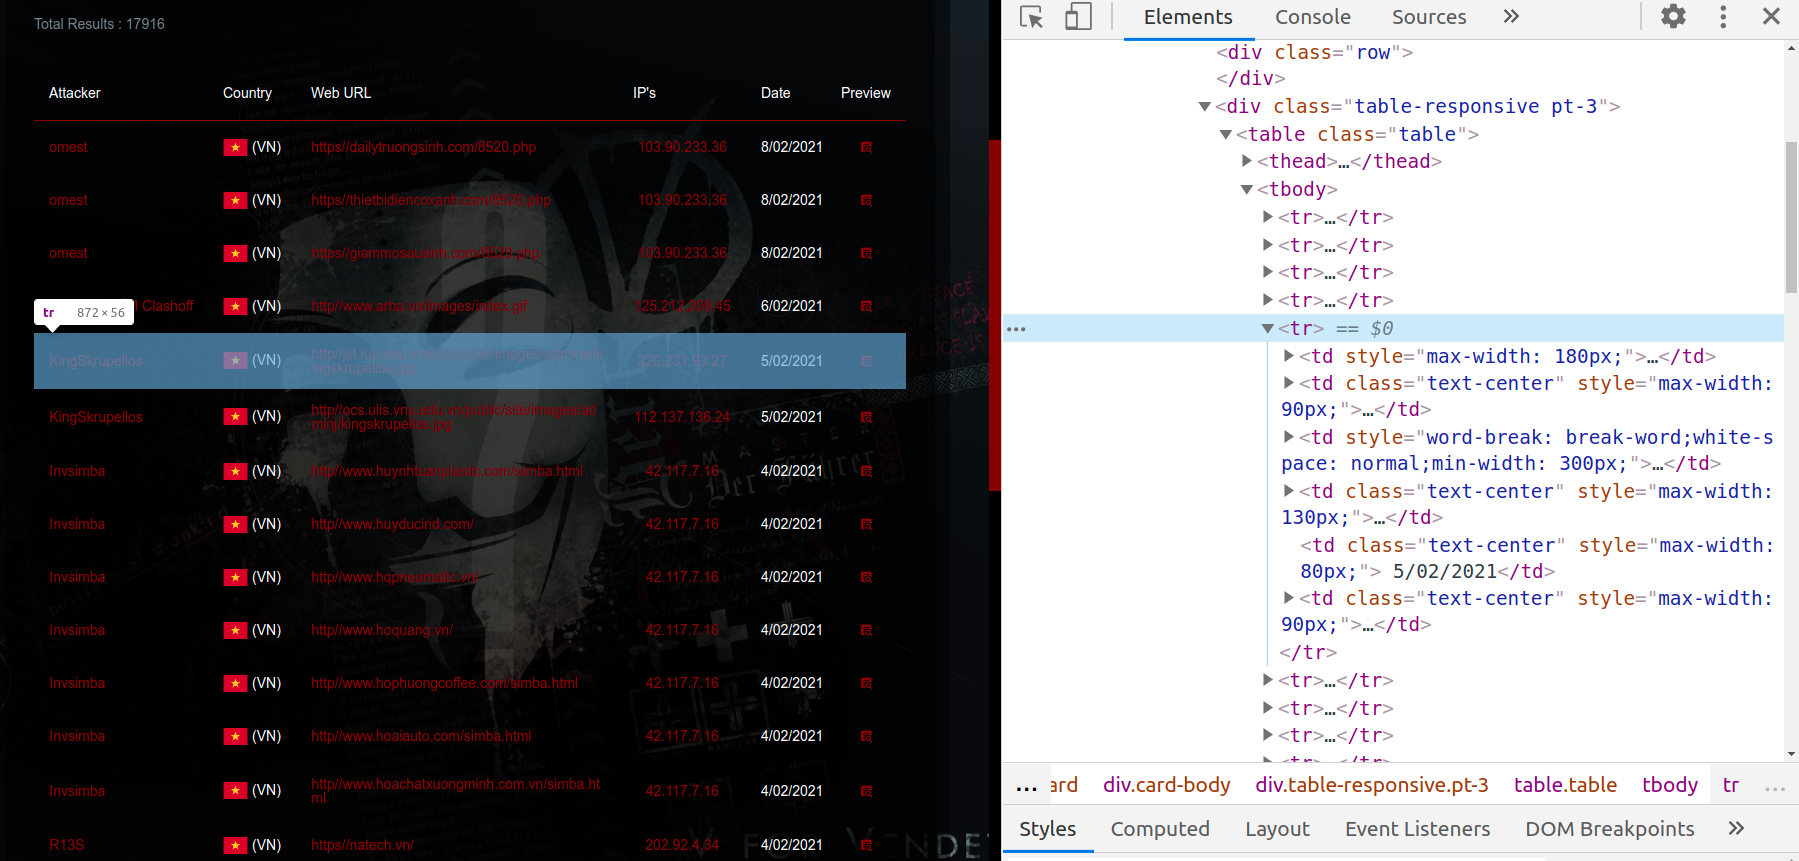 Total Results : 17916
Attacker Country Web URL IP's Date Preview
omest (VN) https//dailytruongsinh.com/8520.php 103.90.233.36 8/02/2021
omest (VN) https//thietbidiencoxanh.com/8520.php 103.90.233.36 8/02/2021
omest (VN) 103.90.233.36 8/02/2021
Clashoff (VN) http//www.arba.vn/images/index.gif 125.212.209.45 6/02/2021
tr 872 × 56
KingSkrupellos (VN) 220.231.93.27 5/02/2021
KingSkrupellos (VN) http//ocs.ulis.vnu.edu.vn/public/site/images/ad
minj/kingskrupellos.jpg 112.137.136.24 5/02/2021
Invsimba (VN) http//www.huynhtuanplastic.com/simba.html 42.117.7.16 4/02/2021
Invsimba (VN) http//www.huyducind.com/ 42.117.7.16 4/02/2021
Invsimba (VN) http//www.hqpneumatic.vn/ 42.117.7.16 4/02/2021
Invsimba (VN) http//www.hoquang.vn/ 42.117.7.16 4/02/2021
Invsimba (VN) http//www.hophuongcoffee.com/simba.html 42.117.7.16 4/02/2021
Invsimba (VN) http//www.hoaiauto.com/simba.html 42.117.7.16 4/02/2021
Invsimba (VN) http//www.hoachatxuongminh.com.vn/simba.ht
ml 42.117.7.16 4/02/2021
R13S (VN) https//natech.vn/ 202.92.4.34 4/02/2021
MASTER
Der Führer
V FOR VENDE
Elements Console Sources »
<div class="row">
</div>
<div class="table-responsive pt-3">
<table class="table">
<thead>…</thead>
<tbody>
<tr>…</tr>
<tr>…</tr>
<tr>…</tr>
<tr>…</tr>
<tr> == $0
<td style="max-width: 180px;">…</td>
<td class="text-center" style="max-width:
90px;">…</td>
<td style="word-break: break-word;white-s
pace: normal;min-width: 300px;">…</td>
<td class="text-center" style="max-width:
130px;">…</td>
<td class="text-center" style="max-width:
80px;"> 5/02/2021</td>
<td class="text-center" style="max-width:
90px;">…</td>
</tr>
<tr>…</tr>
<tr>…</tr>
<tr>…</tr>
<tr>…</tr>
... ard div.card-body div.table-responsive.pt-3 table.table tbody tr ...
Styles Computed Layout Event Listeners DOM Breakpoints »